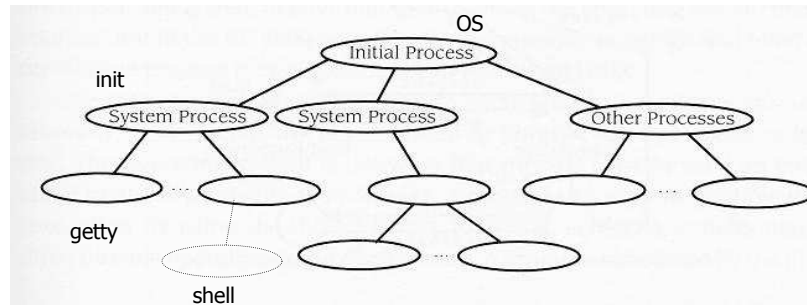 OS
Initial Process
init
System Process System Process Other Processes
getty
shell